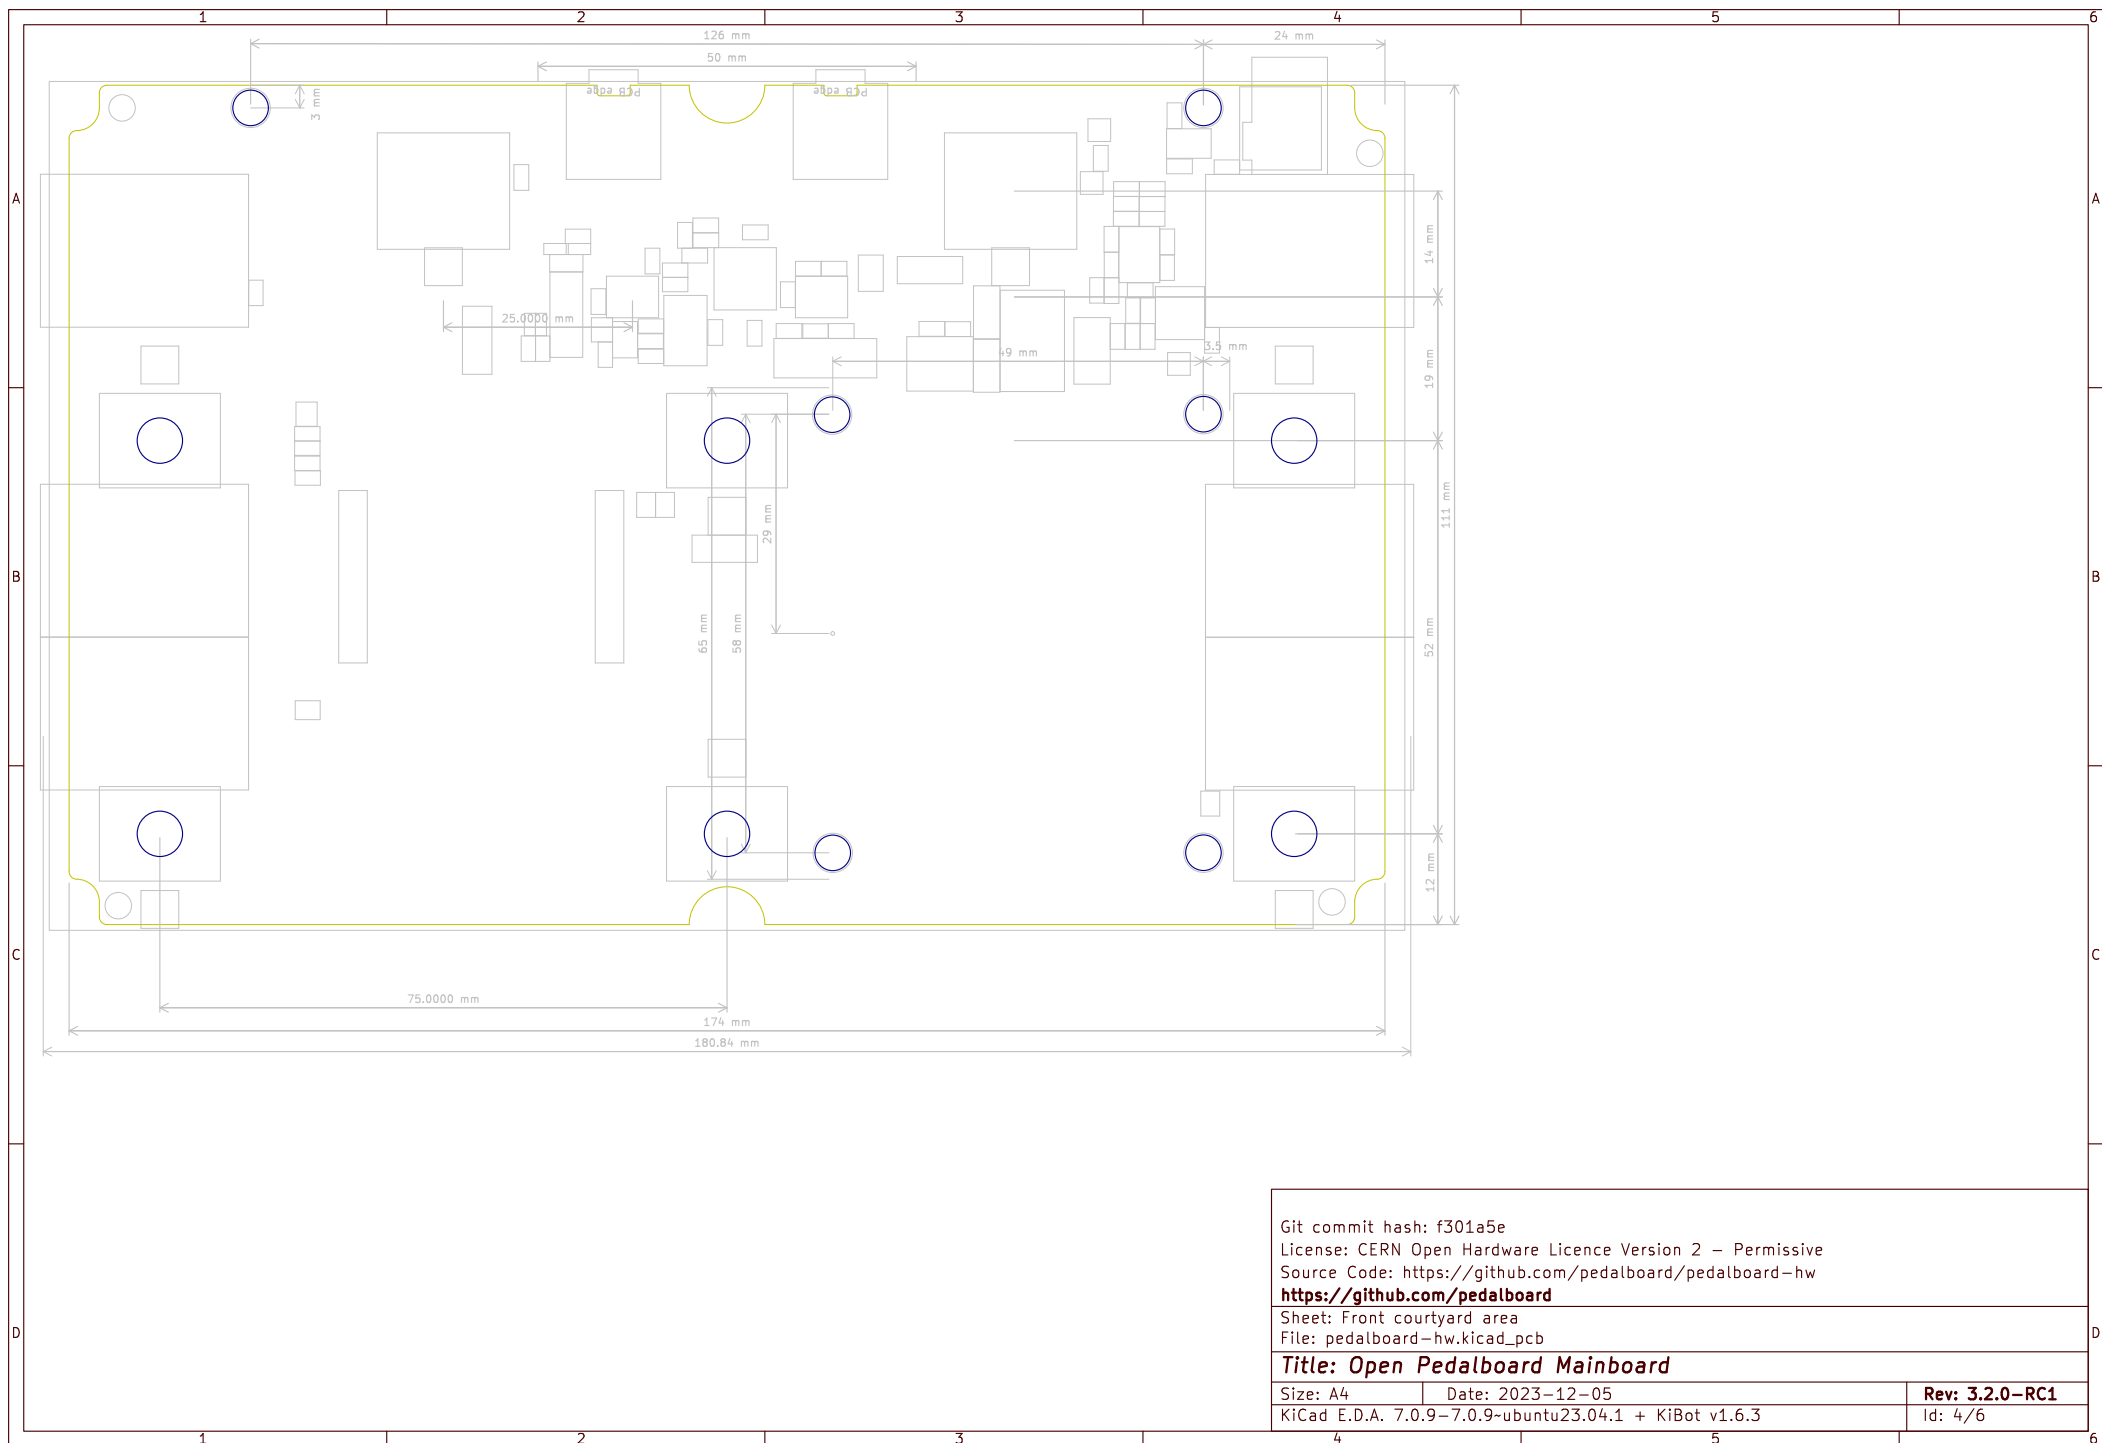 1 2 3 4 5 6
126 mm
24 mm
50 mm
PCB edge
PCB edge
3 mm
A
A
14 mm
25.0000 mm
49 mm
3.5 mm
19 mm
111 mm
29 mm
B
B
65 mm
58 mm
52 mm
12 mm
C
C
75.0000 mm
174 mm
180.84 mm
Git commit hash: f301a5e
License: CERN Open Hardware Licence Version 2 - Permissive
Source Code: https://github.com/pedalboard/pedalboard-hw
https://github.com/pedalboard
Sheet: Front courtyard area
D
D
File: pedalboard-hw.kicad_pcb
Title: Open Pedalboard Mainboard
Size: A4
Date: 2023-12-05
Rev: 3.2.0-RC1
KiCad E.D.A. 7.0.9-7.0.9~ubuntu23.04.1 + KiBot v1.6.3
Id: 4/6
1 2 3 4 5 6